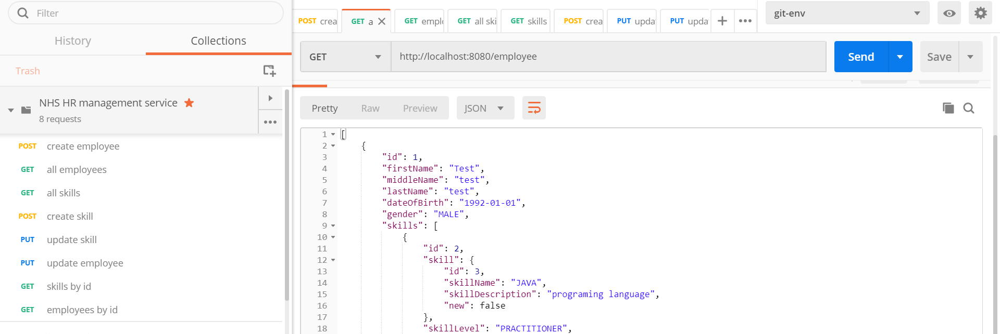 Filter
History Collections
Trash
NHS HR management service
8 requests
POST create employee
GET all employees
GET all skills
POST create skill
PUT update skill
PUT update employee
GET skills by id
GET employees by id
POST crea GET a GET empl GET all ski GET skills POST crea PUT upda PUT upda
git-env
GET http://localhost:8080/employee Send Save
Pretty Raw Preview JSON
1 [
2 {
3 "id": 1,
4 "firstName": "Test",
5 "middleName": "test",
6 "lastName": "test",
7 "dateOfBirth": "1992-01-01",
8 "gender": "MALE",
9 "skills": [
10 {
11 "id": 2,
12 "skill": {
13 "id": 3,
14 "skillName": "JAVA",
15 "skillDescription": "programing language",
16 "new": false
17 },
18 "skillLevel": "PRACTITIONER",